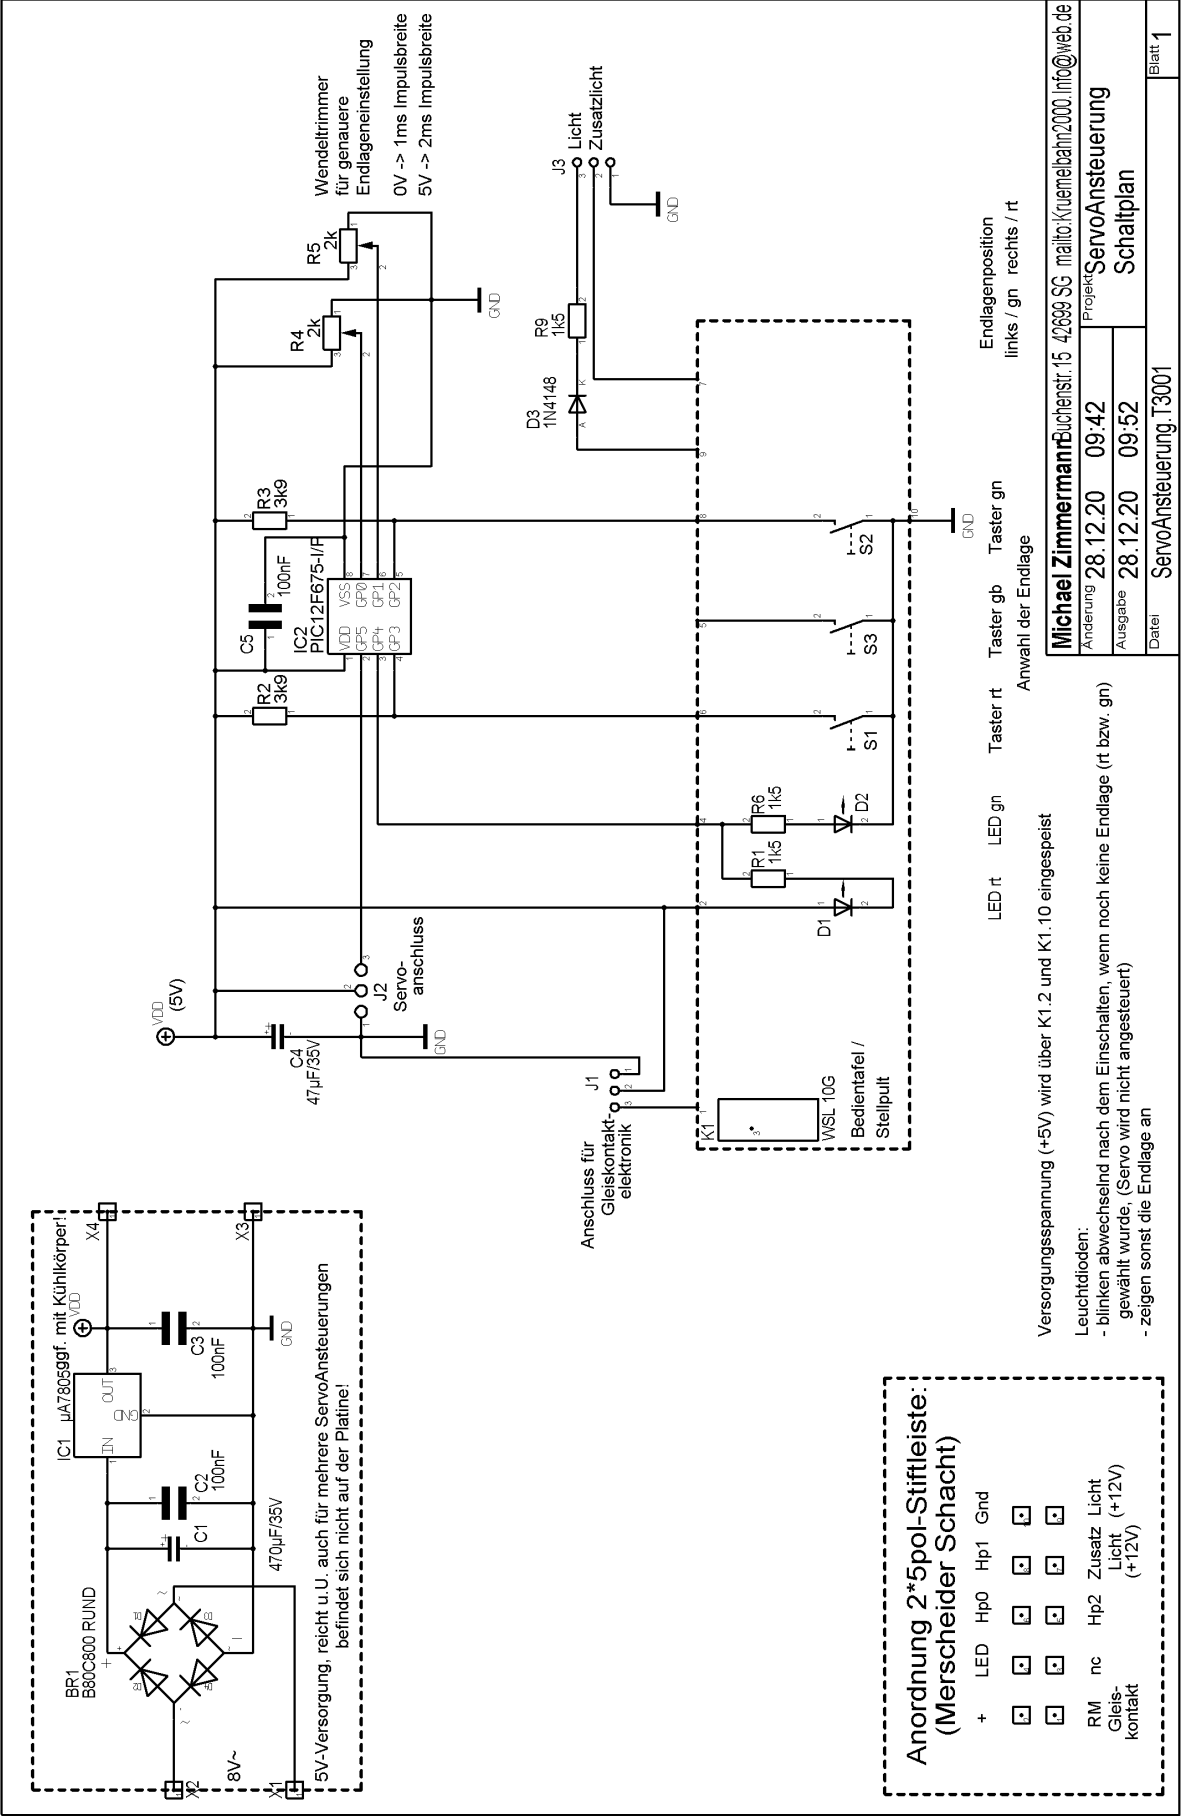 BR1
B80C800 RUND
+
~
~
8V~
X2
X1
C1
470µF/35V
C2
100nF
IC1
µA7805
ggf. mit Kühlkörper!
IN
OUT
GND
VDD
C3
100nF
GND
X4
X3
5V-Versorgung, reicht u.U. auch für mehrere ServoAnsteuerungen
befindet sich nicht auf der Platine!
VDD
(5V)
C4
47µF/35V
GND
J2
Servo-
anschluss
R2
3k9
C5
100nF
IC2
PIC12F675-I/P
VDD
GP5
GP4
GP3
VSS
GP0
GP1
GP2
R3
3k9
R4
2k
R5
2k
GND
Wendeltrimmer
für genauere
Endlageneinstellung
0V -> 1ms Impulsbreite
5V -> 2ms Impulsbreite
Anschluss für
Gleiskontakt-
elektronik
J1
D3
1N4148
R9
1k5
J3
Licht
Zusatzlicht
GND
K1
WSL 10G
Bedientafel /
Stellpult
D1
R1
1k5
R6
1k5
D2
S1
S3
S2
GND
LED rt
LED gn
Taster rt
Taster gb
Taster gn
Anwahl der Endlage
Endlagenposition
links / gn rechts / rt
Versorgungsspannung (+5V) wird über K1.2 und K1.10 eingespeist
Leuchtdioden:
- blinken abwechselnd nach dem Einschalten, wenn noch keine Endlage (rt bzw. gn)
gewählt wurde, (Servo wird nicht angesteuert)
- zeigen sonst die Endlage an
Anordnung 2*5pol-Stiftleiste:
(Merscheider Schacht)
+ LED Hp0 Hp1 Gnd
RM nc Hp2 Zusatz Licht
Gleis- Licht (+12V)
kontakt (+12V)
Michael Zimmermann Buchenstr.15 42699 SG mailto:Kruemelbahn2000.Info@web.de
Änderung 28.12.20 09:42
Projekt ServoAnsteuerung
Ausgabe 28.12.20 09:52
Schaltplan
Datei ServoAnsteuerung.T3001
Blatt 1